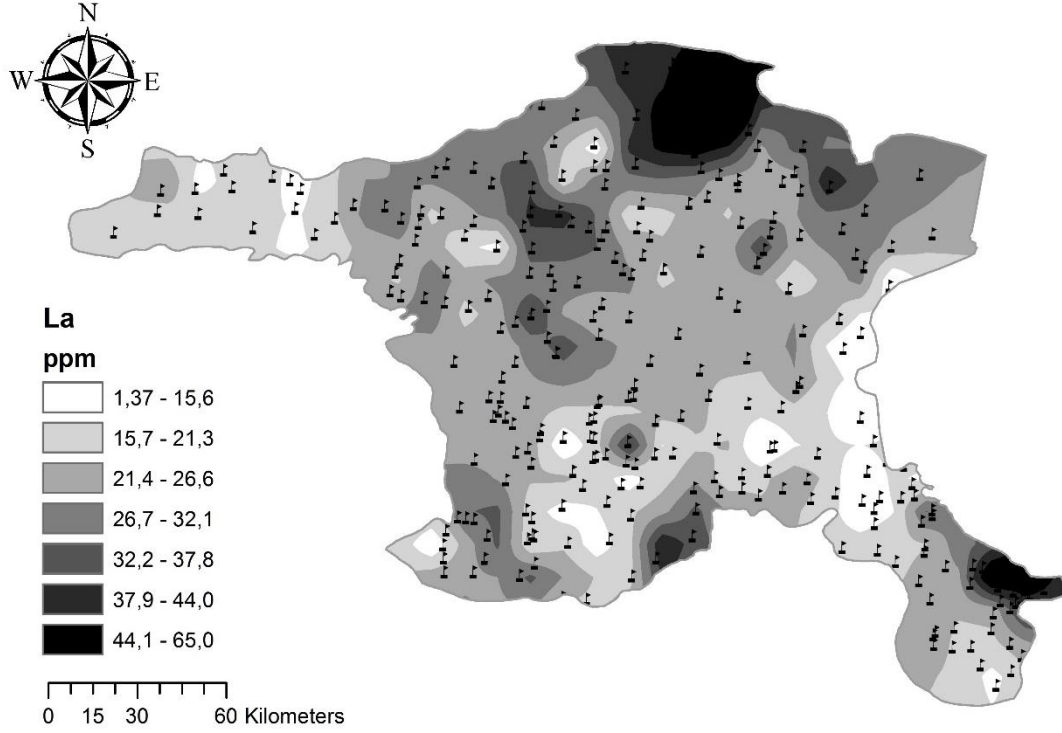 N
W E
S
La
ppm
1,37 - 15,6
15,7 - 21,3
21,4 - 26,6
26,7 - 32,1
32,2 - 37,8
37,9 - 44,0
44,1 - 65,0
0 15 30 60 Kilometers